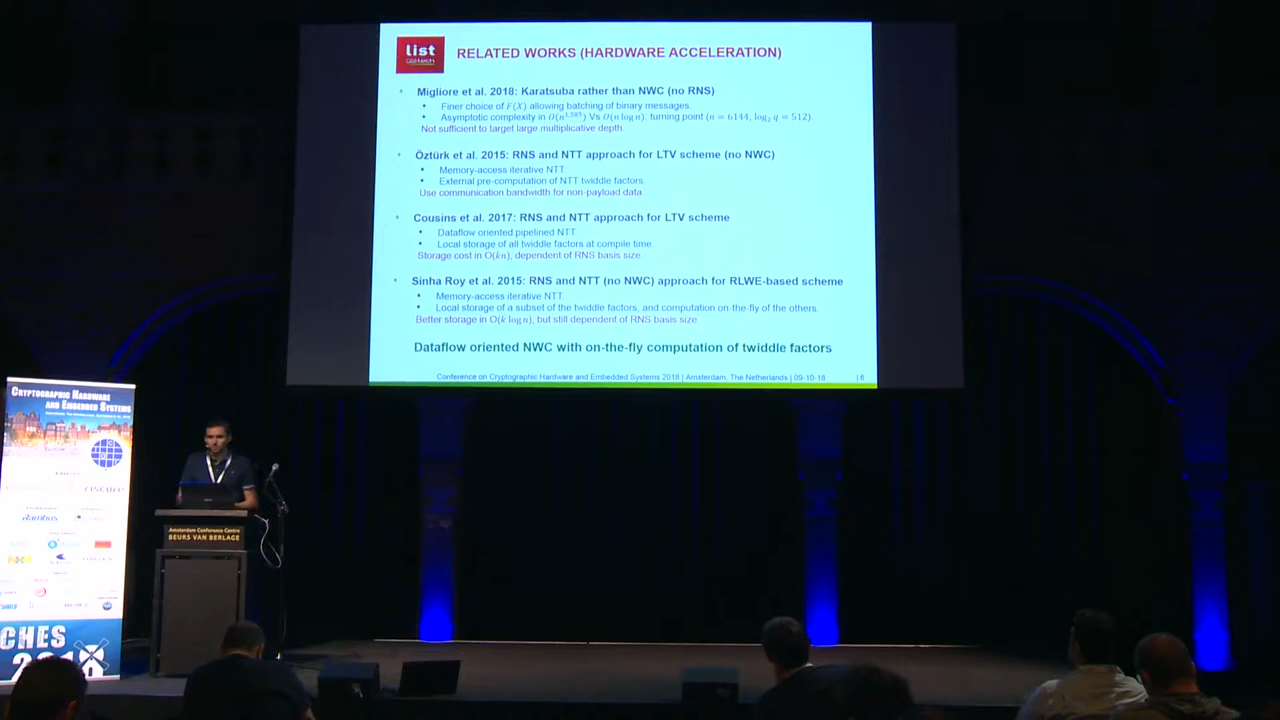 list
RELATED WORKS (HARDWARE ACCELERATION)
• Migliore et al. 2018: Karatsuba rather than NWC (no RNS)
• Finer choice of F(X) allowing batching of binary messages.
• Asymptotic complexity in O(n^1.585) Vs O(n log n): turning point (n = 6144, log₂ q = 512).
Not sufficient to target large multiplicative depth.
• Öztürk et al. 2015: RNS and NTT approach for LTV scheme (no NWC)
• Memory-access iterative NTT
• External pre-computation of NTT twiddle factors.
Use communication bandwidth for non-payload data.
• Cousins et al. 2017: RNS and NTT approach for LTV scheme
• Dataflow oriented pipelined NTT
• Local storage of all twiddle factors at compile time.
Storage cost in O(kn), dependent of RNS basis size.
• Sinha Roy et al. 2015: RNS and NTT (no NWC) approach for RLWE-based scheme
• Memory-access iterative NTT.
• Local storage of a subset of the twiddle factors, and computation on-the-fly of the others.
Better storage in O(k log n), but still dependent of RNS basis size
Dataflow oriented NWC with on-the-fly computation of twiddle factors
Conference on Cryptographic Hardware and Embedded Systems 2018 | Amsterdam, The Netherlands | 09-10-18 | 6
CRYPTOGRAPHIC HARDWARE
AND EMBEDDED SYSTEMS
riscure
Rambus
CHES
2018
Amsterdam Conference Centre
BEURS VAN BERLAGE